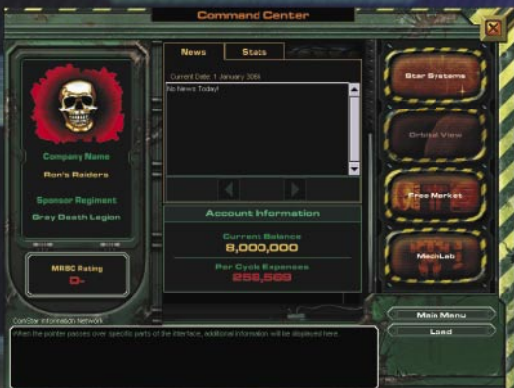 Command Center
News Stats
Current Date: 1 January 3066
No News Today!
Company Name
Ron's Raiders
Sponsor Regiment
Grey Death Legion
MRBC Rating
D-
Account Information
Current Balance
8,000,000
Per Cycle Expenses
Star Systems
Orbital View
Free Market
MechLab
Main Menu
Load
ComStar Information Network
When the pointer passes over specific parts of the interface, additional information will be displayed here.